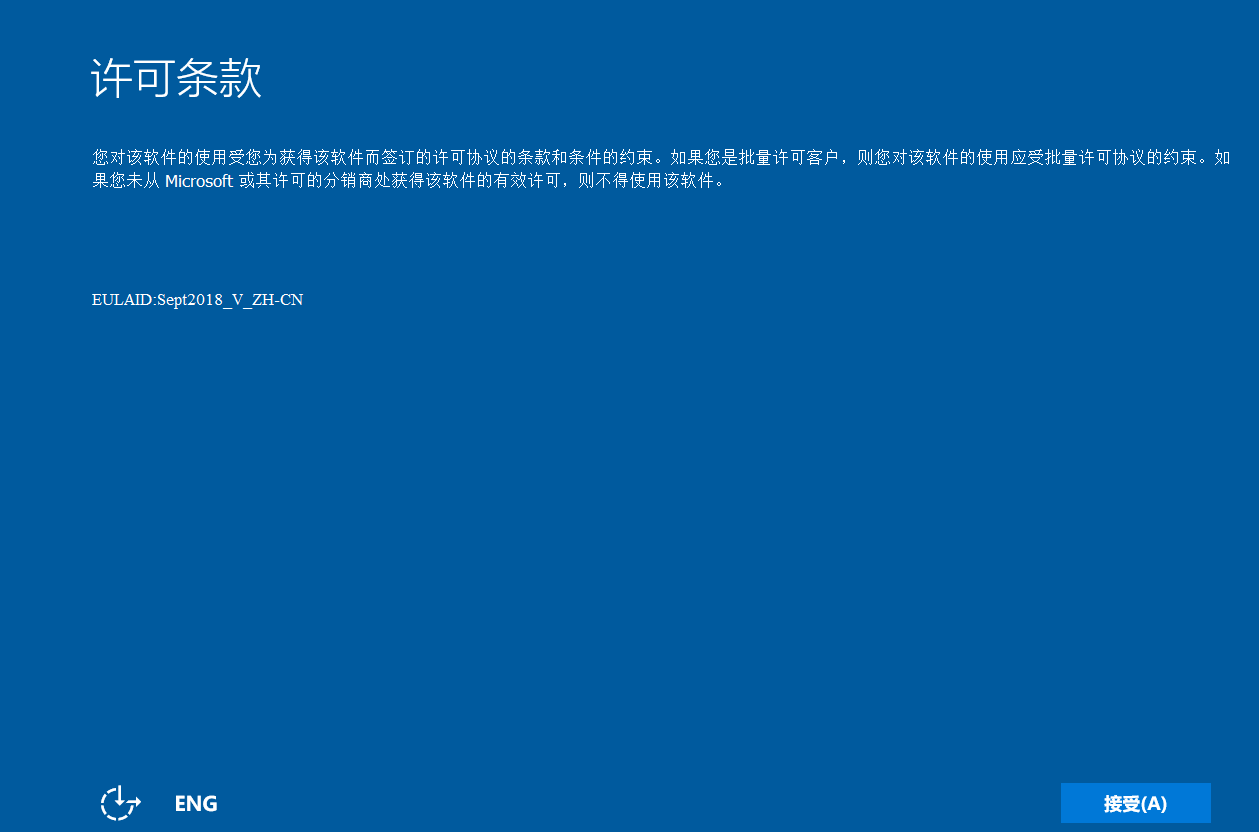 许可条款
您对该软件的使用受您为获得该软件而签订的许可协议的条款和条件的约束。如果您是批量许可客户，则您对该软件的使用应受批量许可协议的约束。如
果您未从 Microsoft 或其许可的分销商处获得该软件的有效许可，则不得使用该软件。
EULAID:Sept2018_V_ZH-CN
ENG
接受(A)